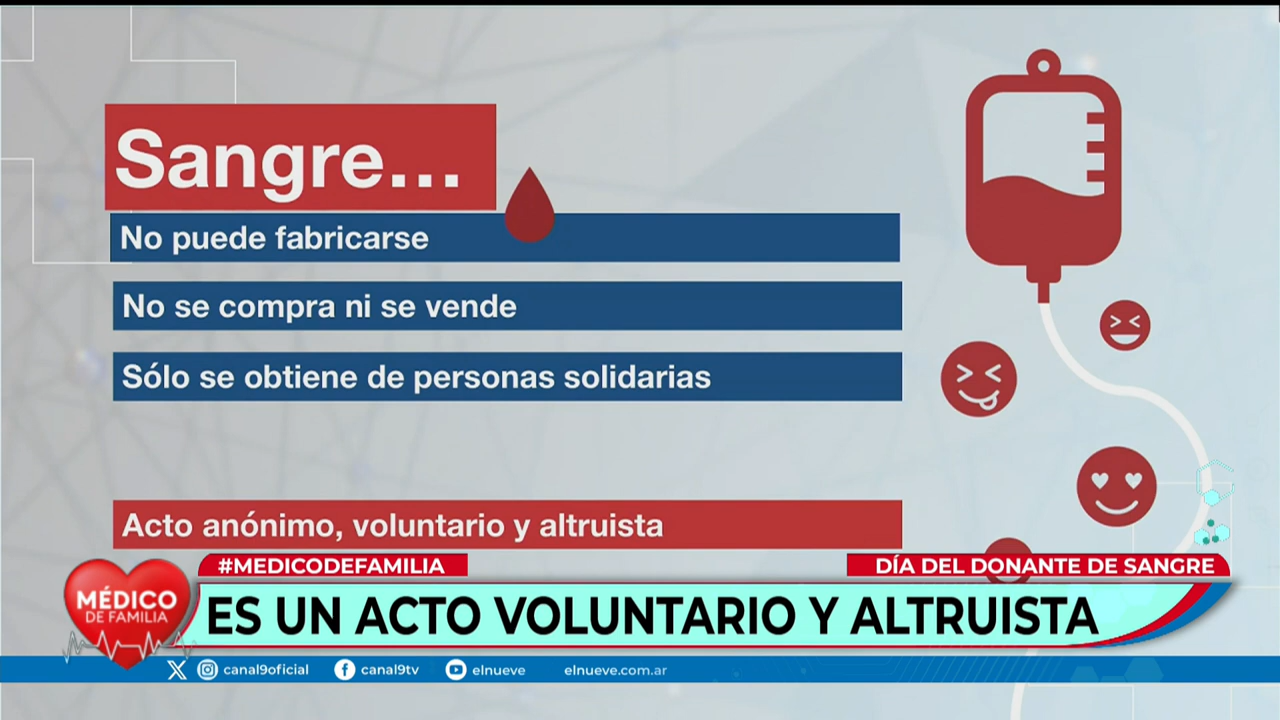 Sangre...
No puede fabricarse
No se compra ni se vende
Sólo se obtiene de personas solidarias
Acto anónimo, voluntario y altruista
#MEDICODEFAMILIA
DÍA DEL DONANTE DE SANGRE
MÉDICO
DE FAMILIA
ES UN ACTO VOLUNTARIO Y ALTRUISTA
canal9oficial
canal9tv
elnueve
elnueve.com.ar